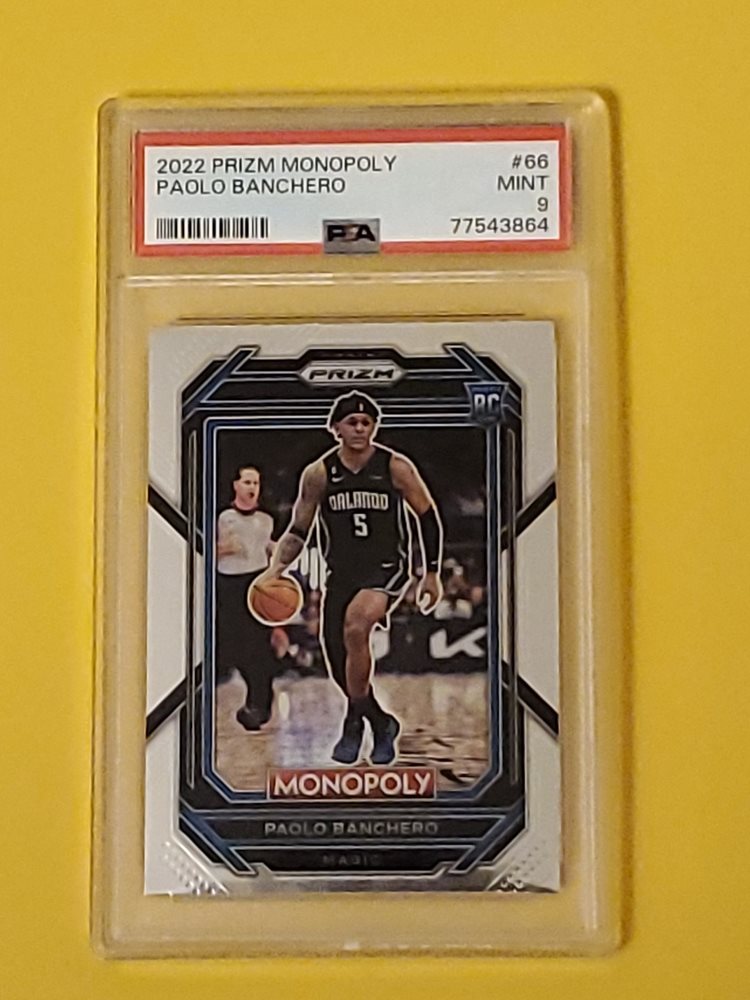 2022 PRIZM MONOPOLY #66
PAOLO BANCHERO MINT
9
PSA 77543864
PRIZM
RC
ORLANDO
5
K
MONOPOLY
PAOLO BANCHERO
MAGIC